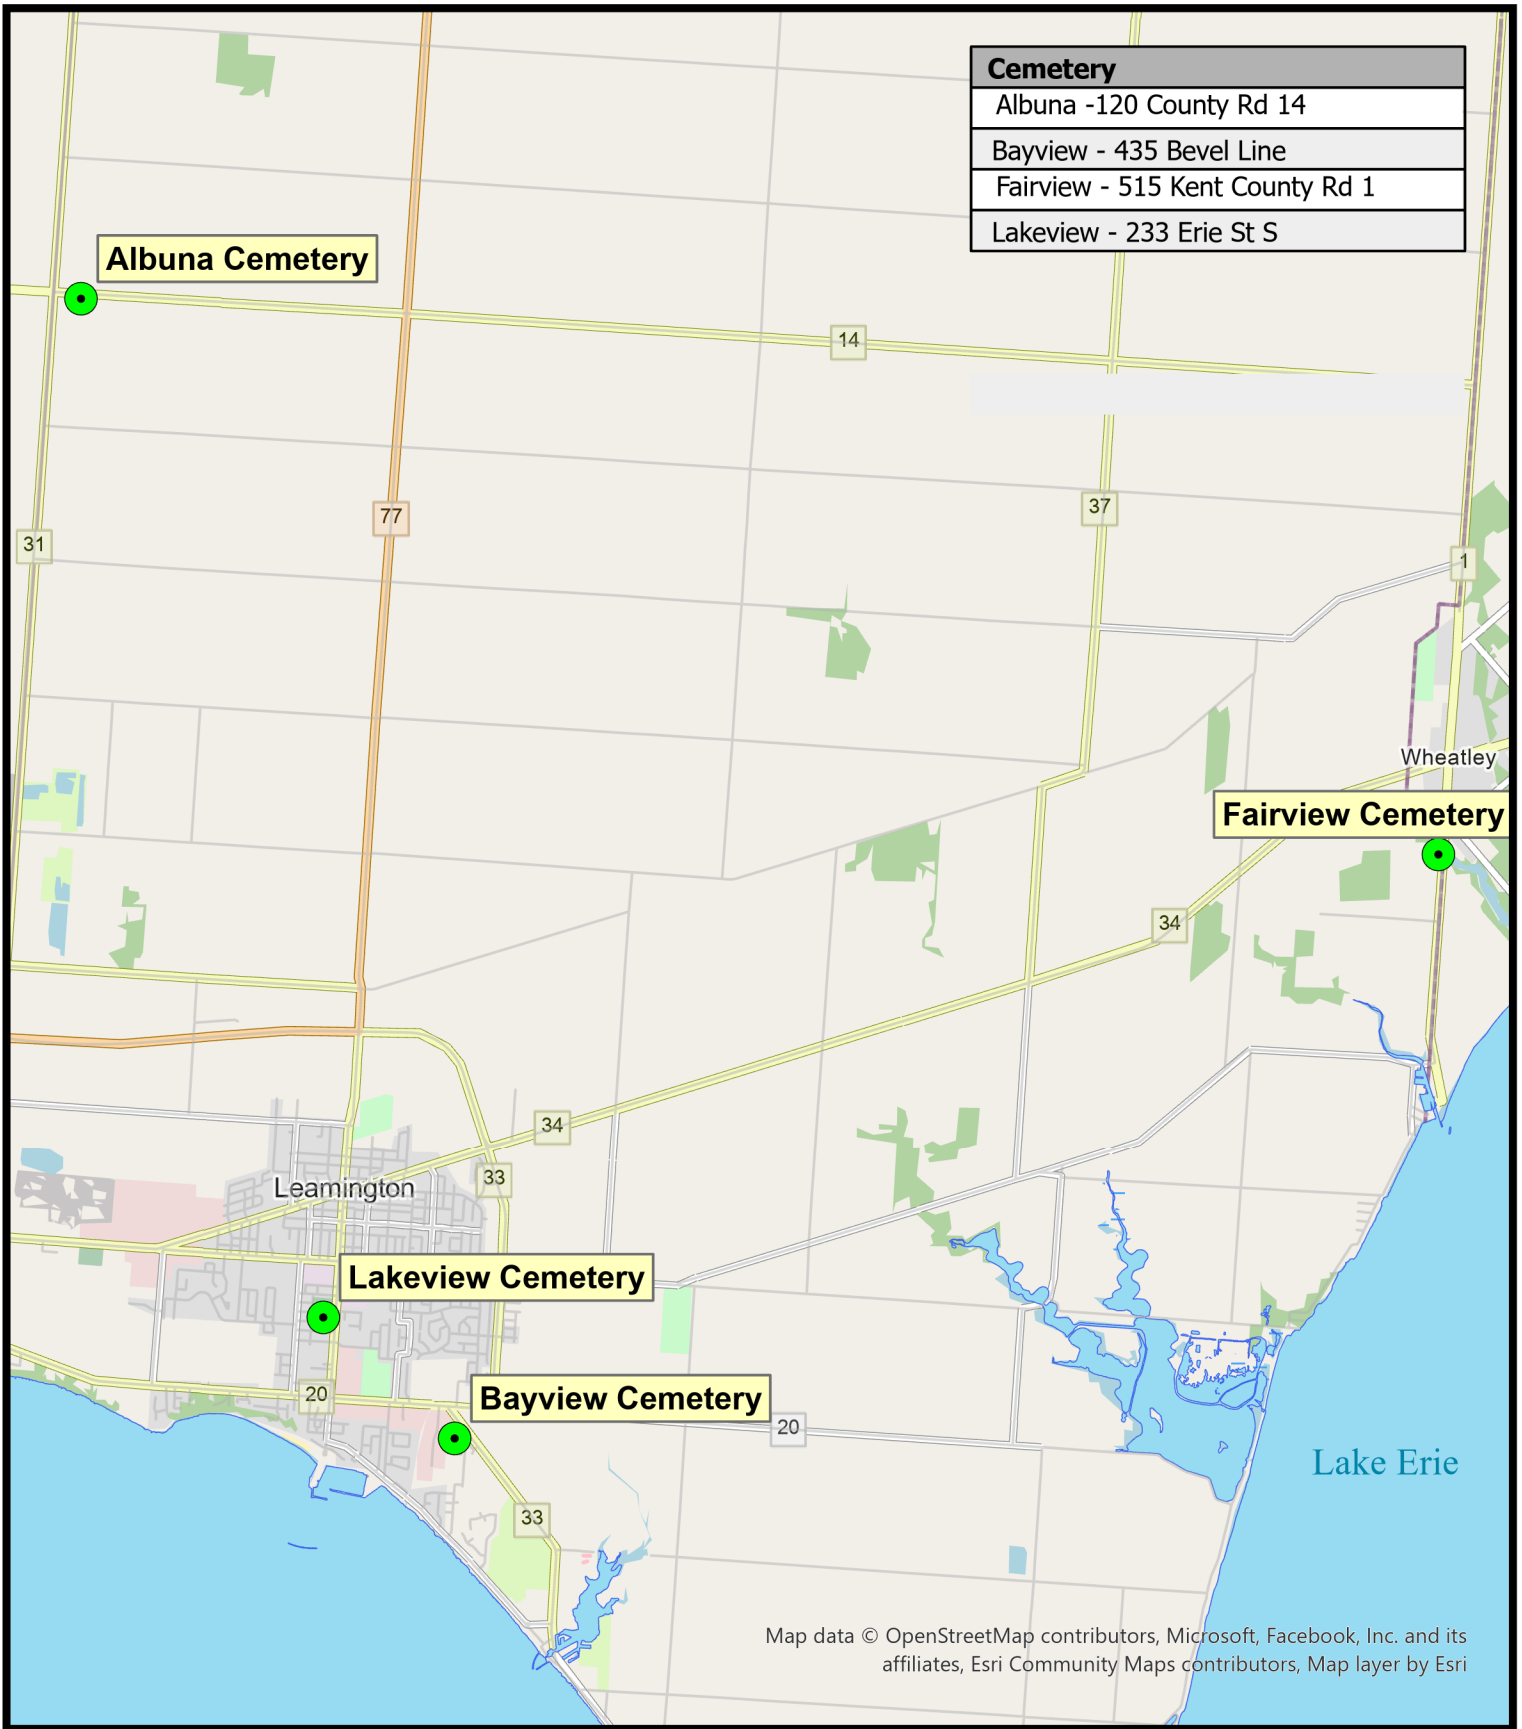 Cemetery
Albuna -120 County Rd 14
Bayview - 435 Bevel Line
Fairview - 515 Kent County Rd 1
Lakeview - 233 Erie St S
Albuna Cemetery
14
77
37
31
1
Wheatley
Fairview Cemetery
34
34
33
Leamington
Lakeview Cemetery
20
Bayview Cemetery
20
Lake Erie
33
Map data © OpenStreetMap contributors, Microsoft, Facebook, Inc. and its
affiliates, Esri Community Maps contributors, Map layer by Esri